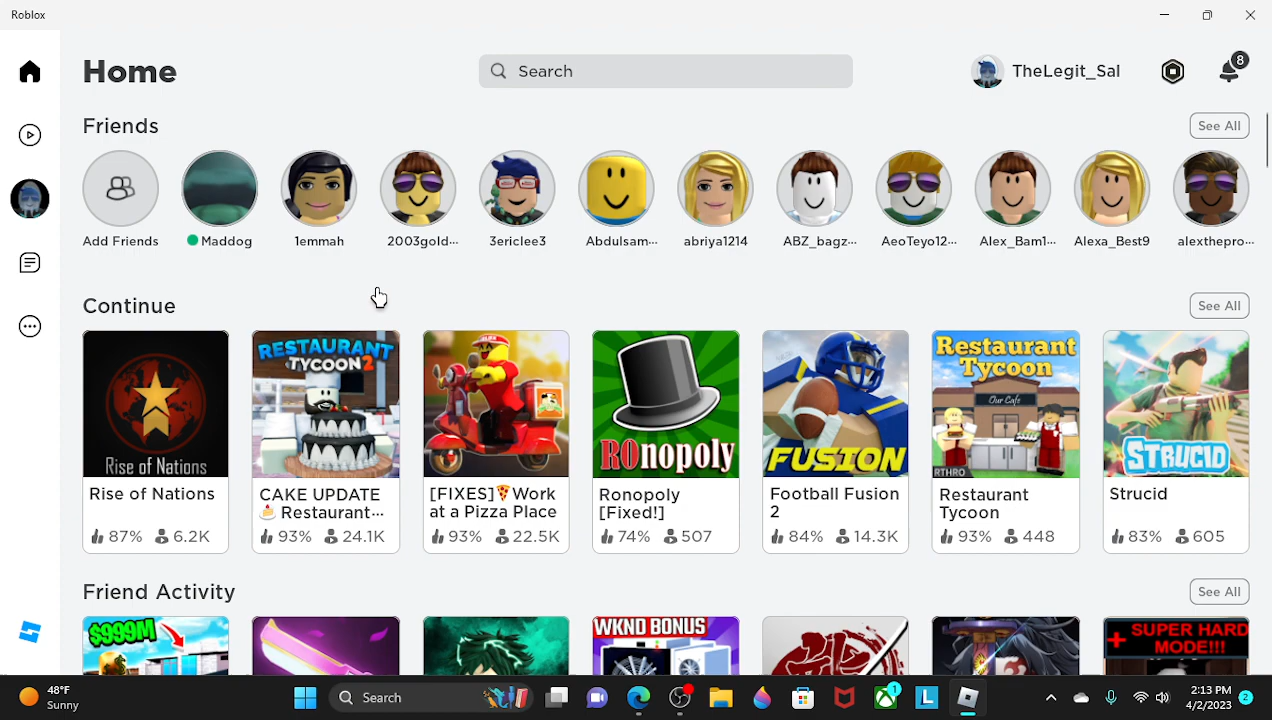 Roblox
Home
Search
TheLegit_Sal
8
Friends
See All
Add Friends
Maddog
1emmah
2003gold...
3ericlee3
Abdulsam...
abriya1214
ABZ_bagz...
AeoTeyo12...
Alex_Bam1...
Alexa_Best9
alexthepro...
Continue
See All
Rise of Nations
RESTAURANT
TYCOON 2
ROnopoly
FUSION
Restaurant
Tycoon
Our Cafe
RTHRO
STRUCID
Rise of Nations
87% 6.2K
CAKE UPDATE
🎂 Restaurant...
93% 24.1K
[FIXES]🍕Work
at a Pizza Place
93% 22.5K
Ronopoly
[Fixed!]
74% 507
Football Fusion
2
84% 14.3K
Restaurant
Tycoon
93% 448
Strucid
83% 605
Friend Activity
See All
$999M
WKND BONUS
+ SUPER HARD
MODE!!!
48°F
Sunny
Search
1
L
2:13 PM
4/2/2023
2